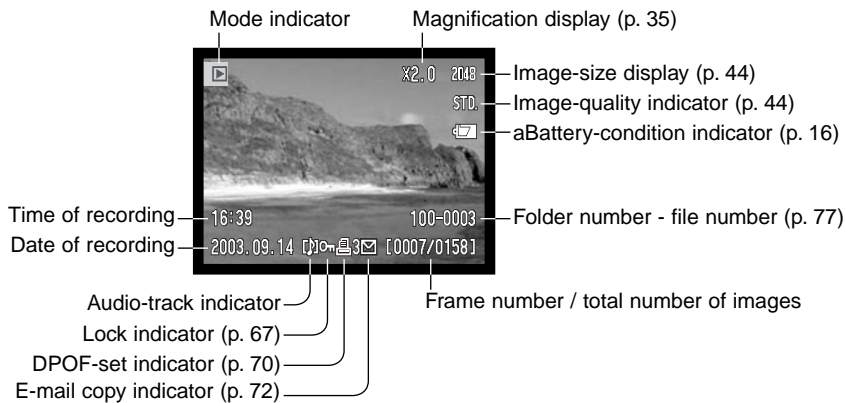 Mode indicator Magnification display (p. 35)
X2.0 2048 Image-size display (p. 44)
STD. Image-quality indicator (p. 44)
aBattery-condition indicator (p. 16)
Time of recording 16:39 100-0003 Folder number - file number (p. 77)
Date of recording 2003.09.14 3 [0007/0158]
Audio-track indicator Frame number / total number of images
Lock indicator (p. 67)
DPOF-set indicator (p. 70)
E-mail copy indicator (p. 72)